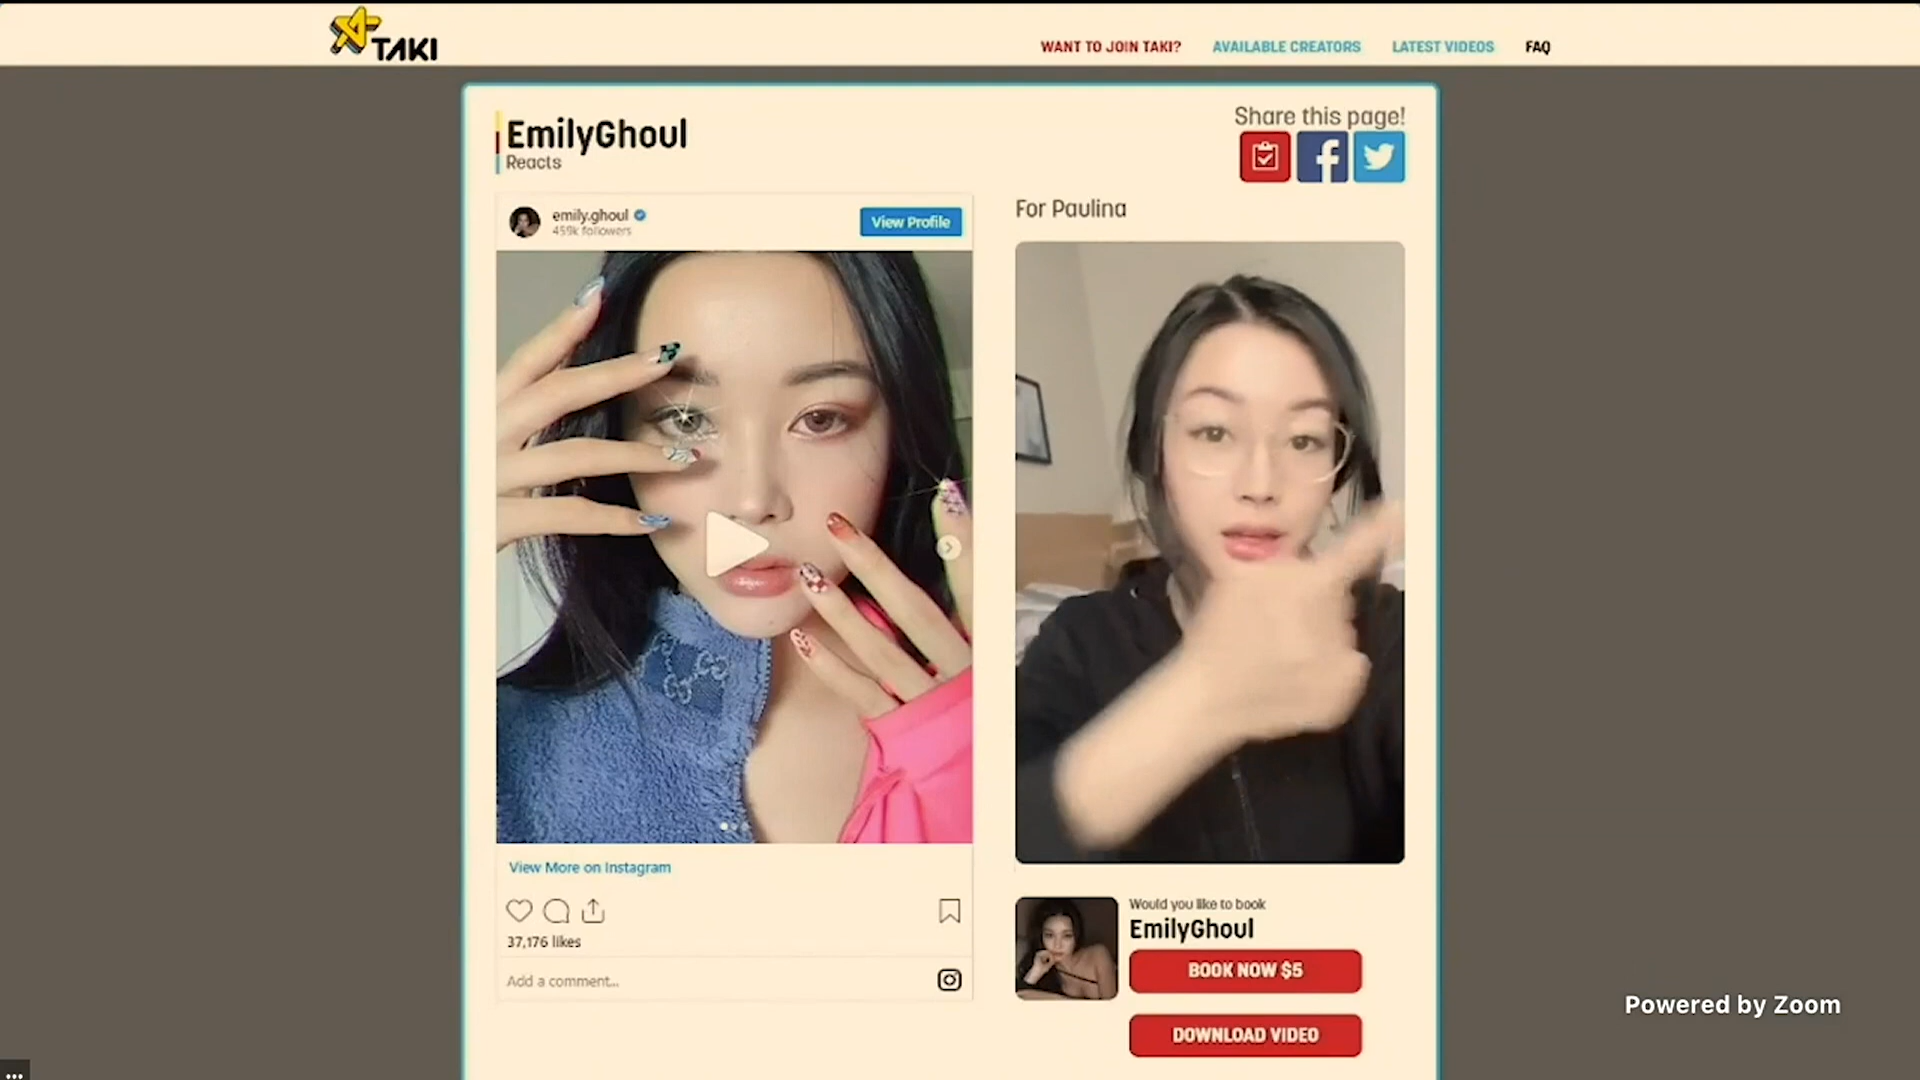 TAKI
WANT TO JOIN TAKI?
AVAILABLE CREATORS
LATEST VIDEOS
FAQ
EmilyGhoul
Reacts
Share this page!
emily.ghoul
459k followers
View Profile
For Paulina
View More on Instagram
37,176 likes
Add a comment...
Would you like to book
EmilyGhoul
BOOK NOW $5
DOWNLOAD VIDEO
Powered by Zoom